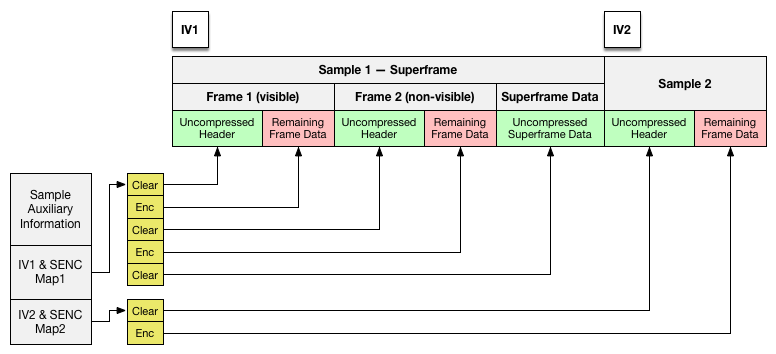 IV1
IV2
Sample 1 — Superframe
Sample 2
Frame 1 (visible)
Frame 2 (non-visible)
Superframe Data
Uncompressed
Header
Remaining
Frame Data
Uncompressed
Header
Remaining
Frame Data
Uncompressed
Superframe Data
Uncompressed
Header
Remaining
Frame Data
Sample
Auxiliary
Information
IV1 & SENC
Map1
IV2 & SENC
Map2
Clear
Enc
Clear
Enc
Clear
Clear
Enc